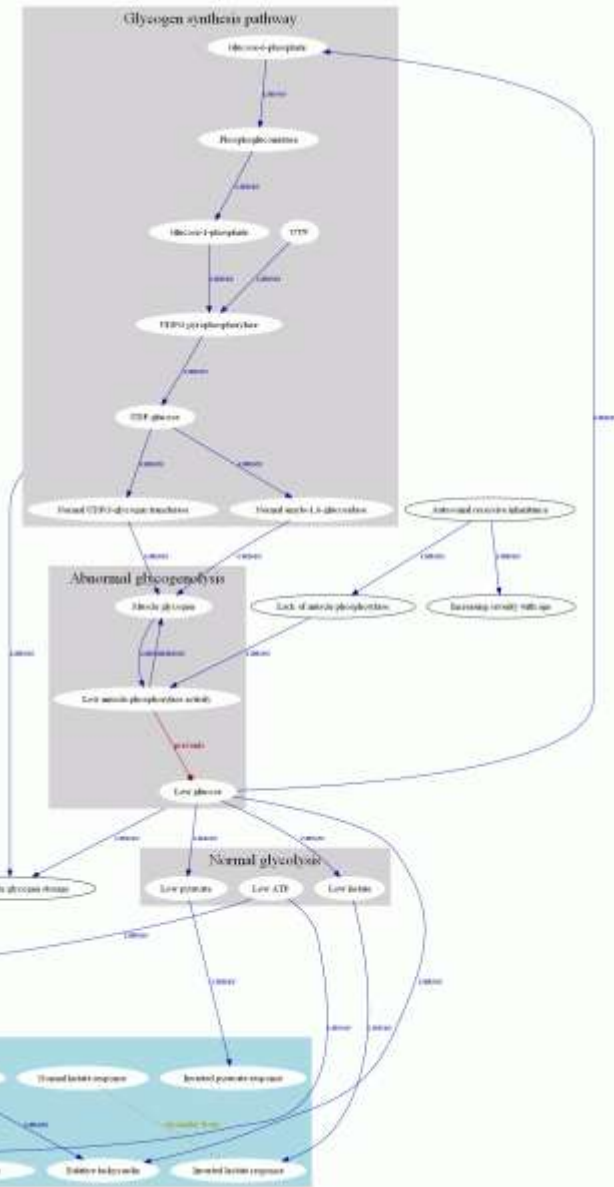 Glycogen synthesis pathway
Glucose-6-phosphate
causes
Phosphoglucomutase
causes
Glucose-1-phosphate
UTP
causes
causes
UDPG pyrophosphorylase
causes
UDP-glucose
causes
causes
Normal UDPG-glycogen transferase
Normal amylo-1,6-glucosidase
Autosomal recessive inheritance
causes
causes
causes
causes
Abnormal glycogenolysis
Muscle glycogen
Lack of muscle phosphorylase
Increasing severity with age
causes
causes
Low muscle phosphorylase activity
Low glucose
causes
causes
causes
Normal glycolysis
Low pyruvate
Low ATP
Low lactate
causes
causes
causes
causes
causes
Normal lactate response
Inverted pyruvate response
causes
Relative tachycardia
Inverted lactate response